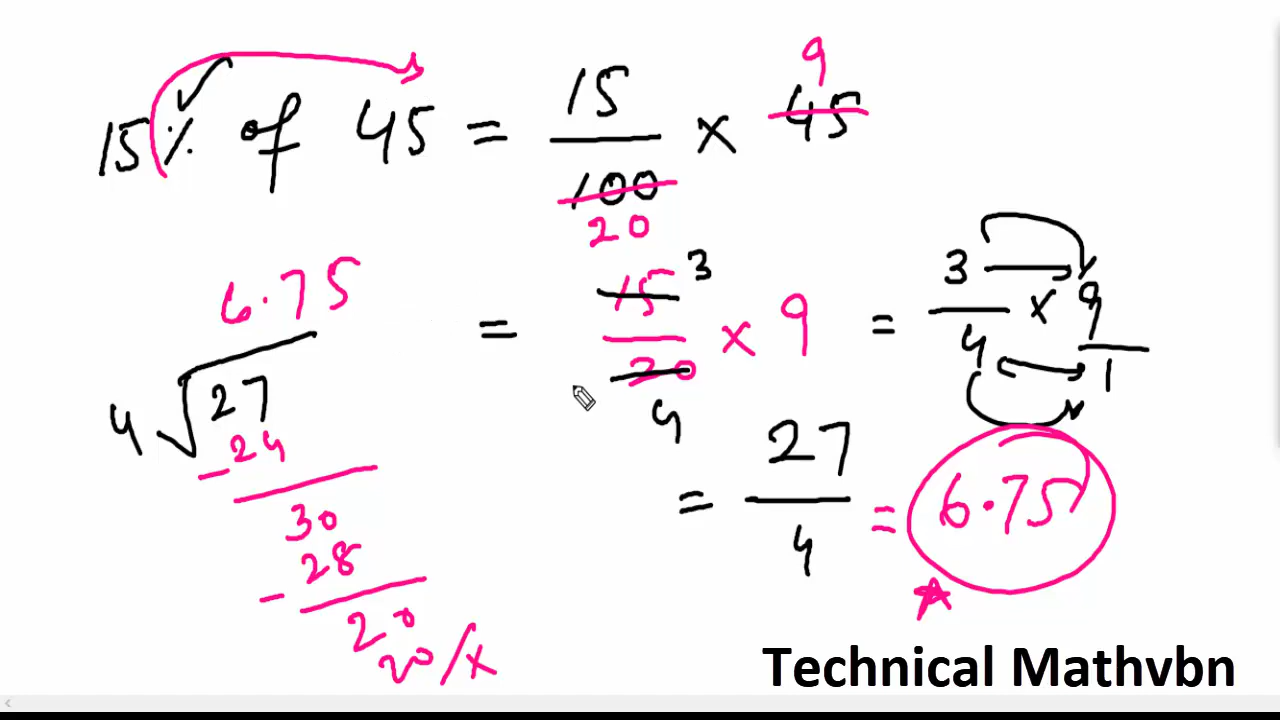 15% of 45 = 15/100 × 45
9
20
= 15/20 × 9 = 3/4 × 9/1
3
4
= 27/4 = 6.75
6.75
4√27
-24
30
- 28
20
20/x
Technical Mathvbn